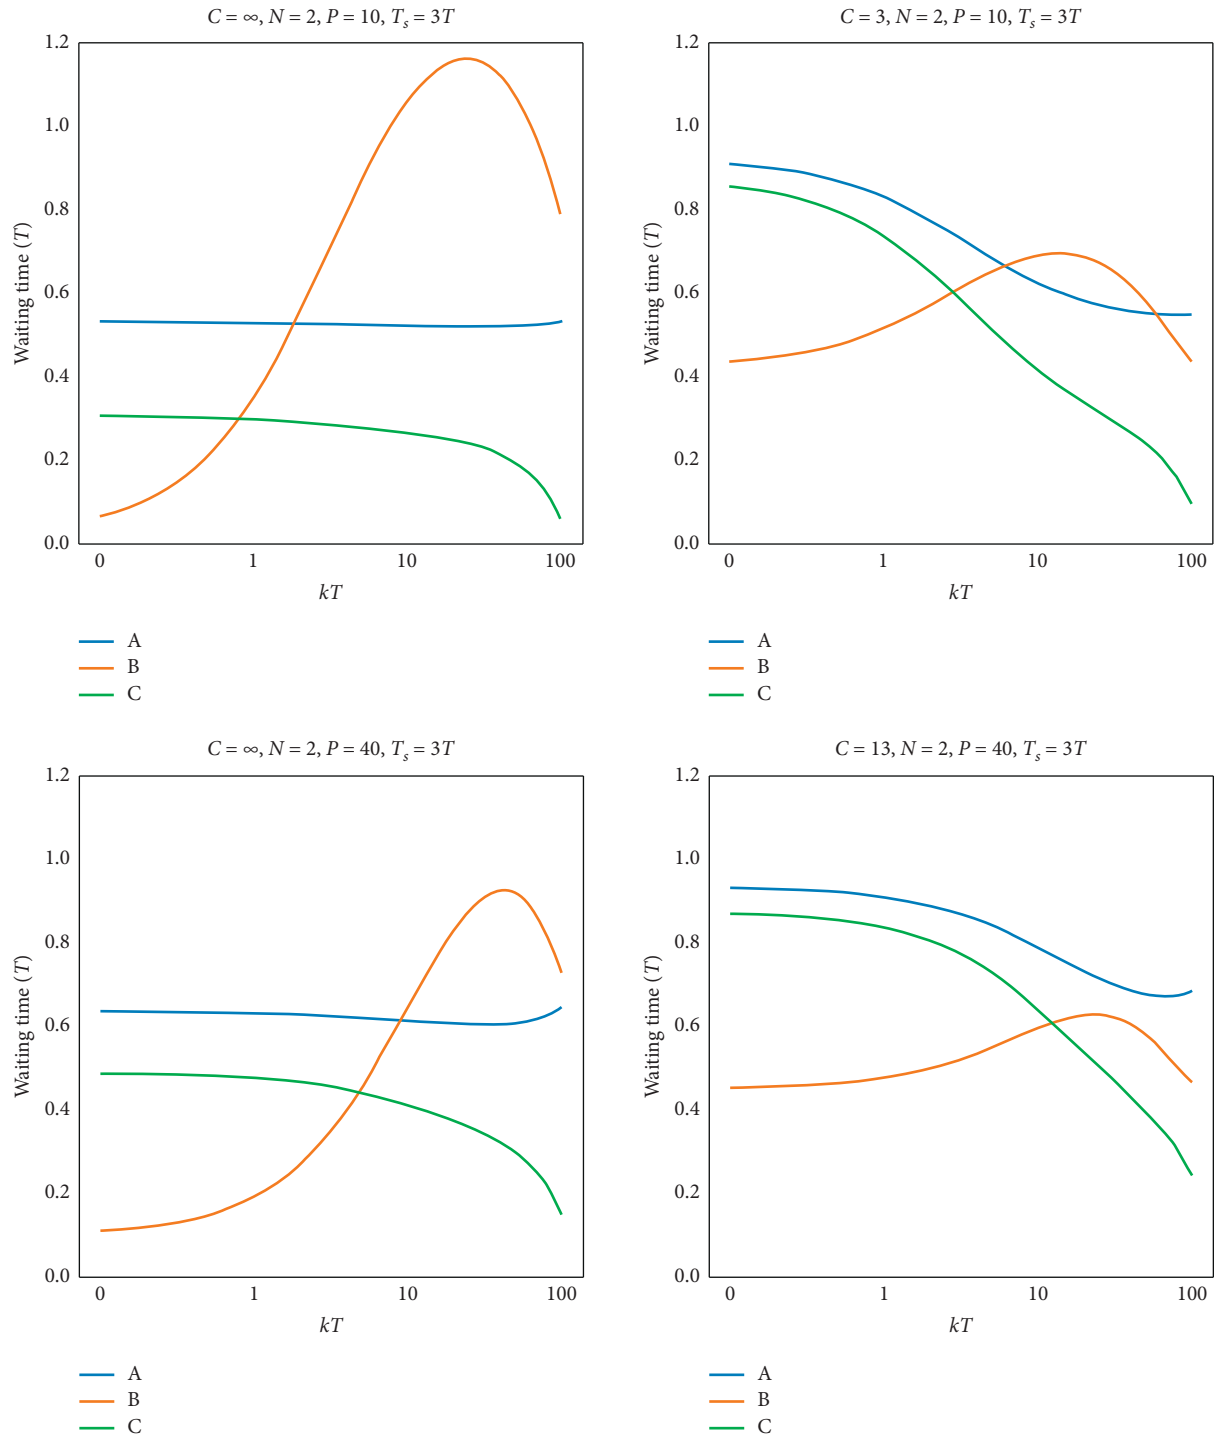 C = ∞, N = 2, P = 10, Tₛ = 3T
1.2
1.0
0.8
0.6
0.4
0.2
0.0
Waiting time (T)
0 1 10 100
kT
A
B
C
C = 3, N = 2, P = 10, Tₛ = 3T
1.2
1.0
0.8
0.6
0.4
0.2
0.0
Waiting time (T)
0 1 10 100
kT
A
B
C
C = ∞, N = 2, P = 40, Tₛ = 3T
1.2
1.0
0.8
0.6
0.4
0.2
0.0
Waiting time (T)
0 1 10 100
kT
A
B
C
C = 13, N = 2, P = 40, Tₛ = 3T
1.2
1.0
0.8
0.6
0.4
0.2
0.0
Waiting time (T)
0 1 10 100
kT
A
B
C